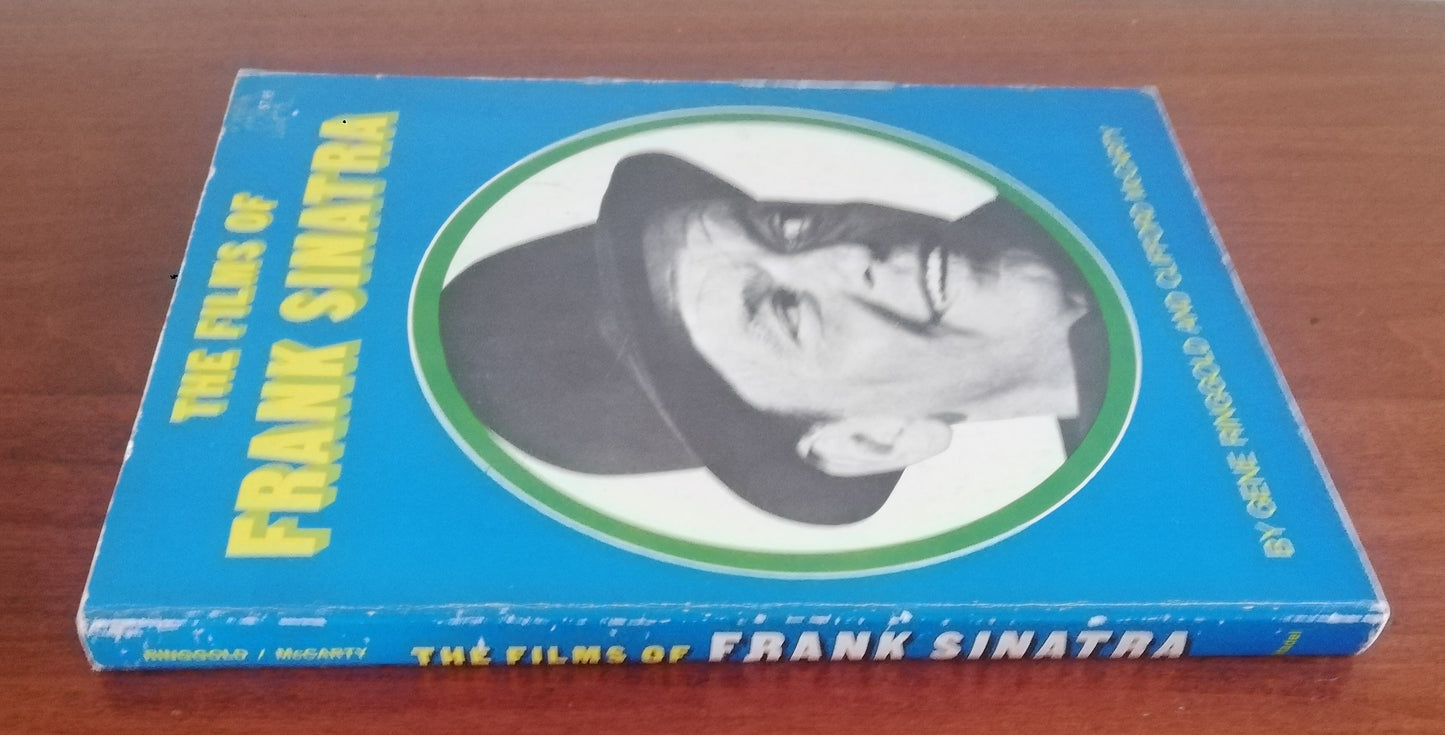 THE FILMS OF
FRANK SINATRA
BY GENE RINGGOLD AND CLIFFORD McCARTY
RINGGOLD / McCARTY
THE FILMS OF FRANK SINATRA